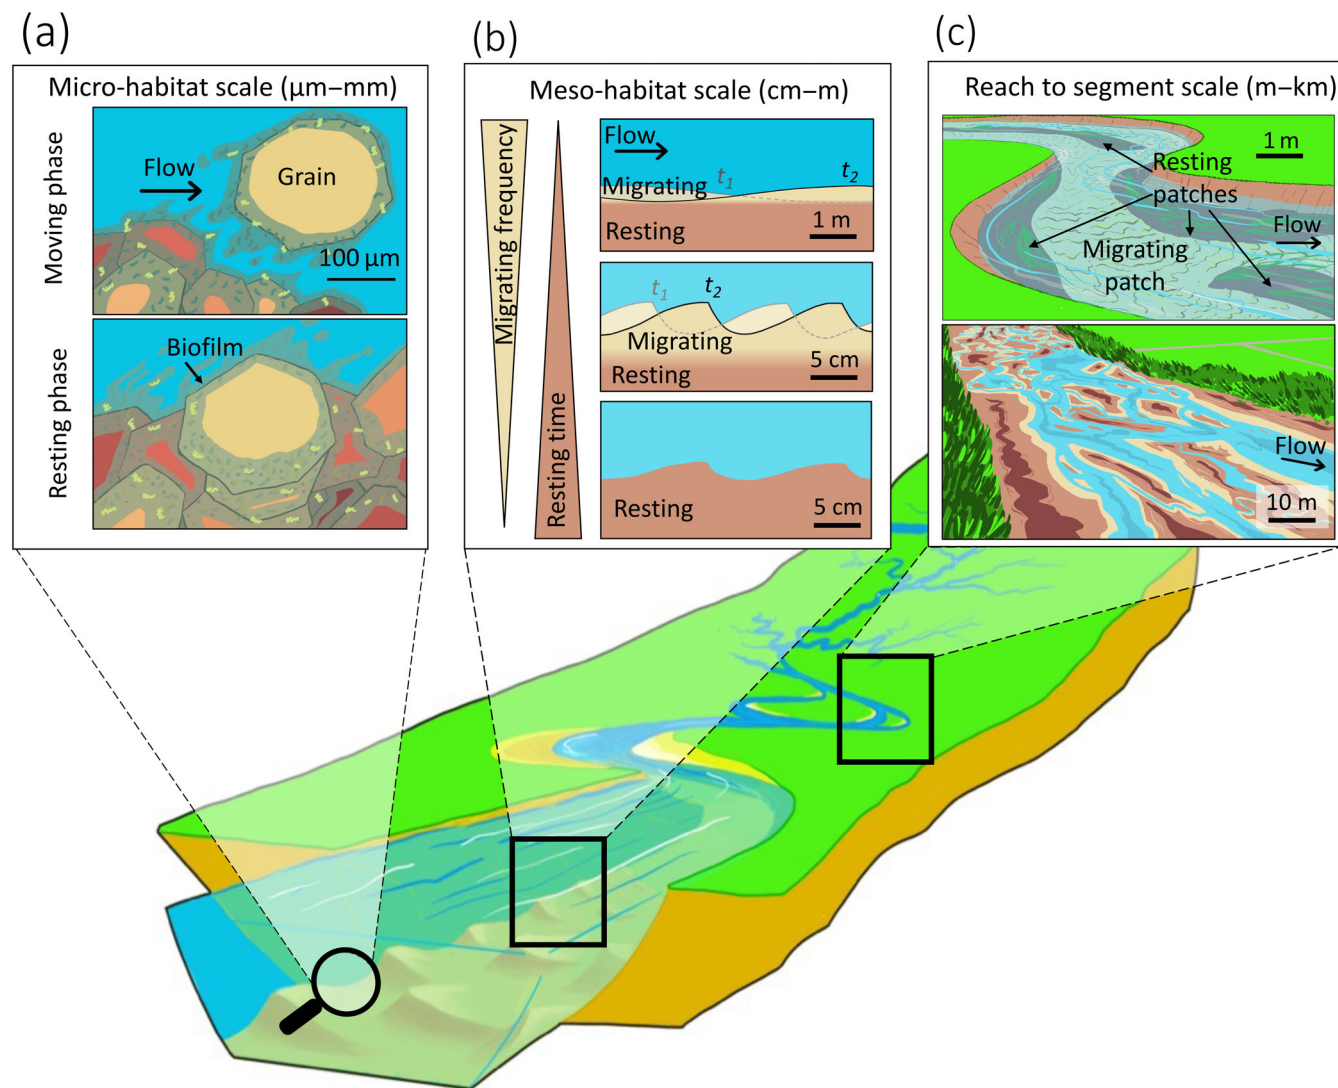 (a)
Micro-habitat scale (µm–mm)
Moving phase
Flow
Grain
100 µm
Resting phase
Biofilm
(b)
Meso-habitat scale (cm–m)
Migrating frequency
Resting time
Flow
Migrating
t1
t2
Resting
1 m
t1
t2
Migrating
Resting
5 cm
Resting
5 cm
(c)
Reach to segment scale (m–km)
1 m
Resting
patches
Flow
Migrating
patch
Flow
10 m